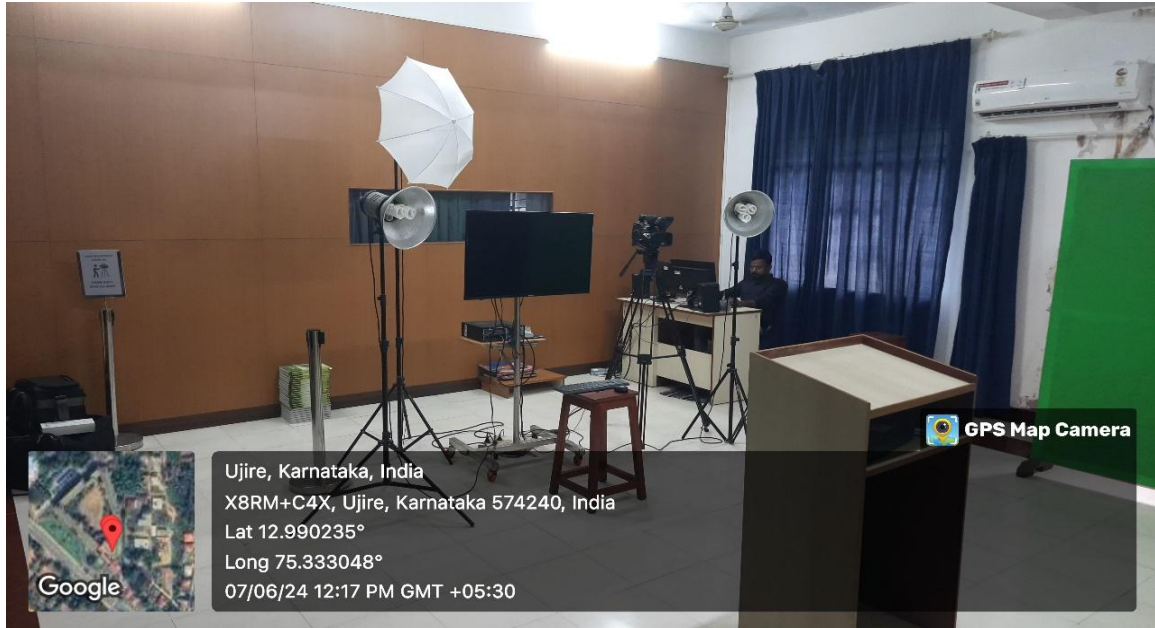 GPS Map Camera
Ujire, Karnataka, India
X8RM+C4X, Ujire, Karnataka 574240, India
Lat 12.990235°
Long 75.333048°
07/06/24 12:17 PM GMT +05:30
Google